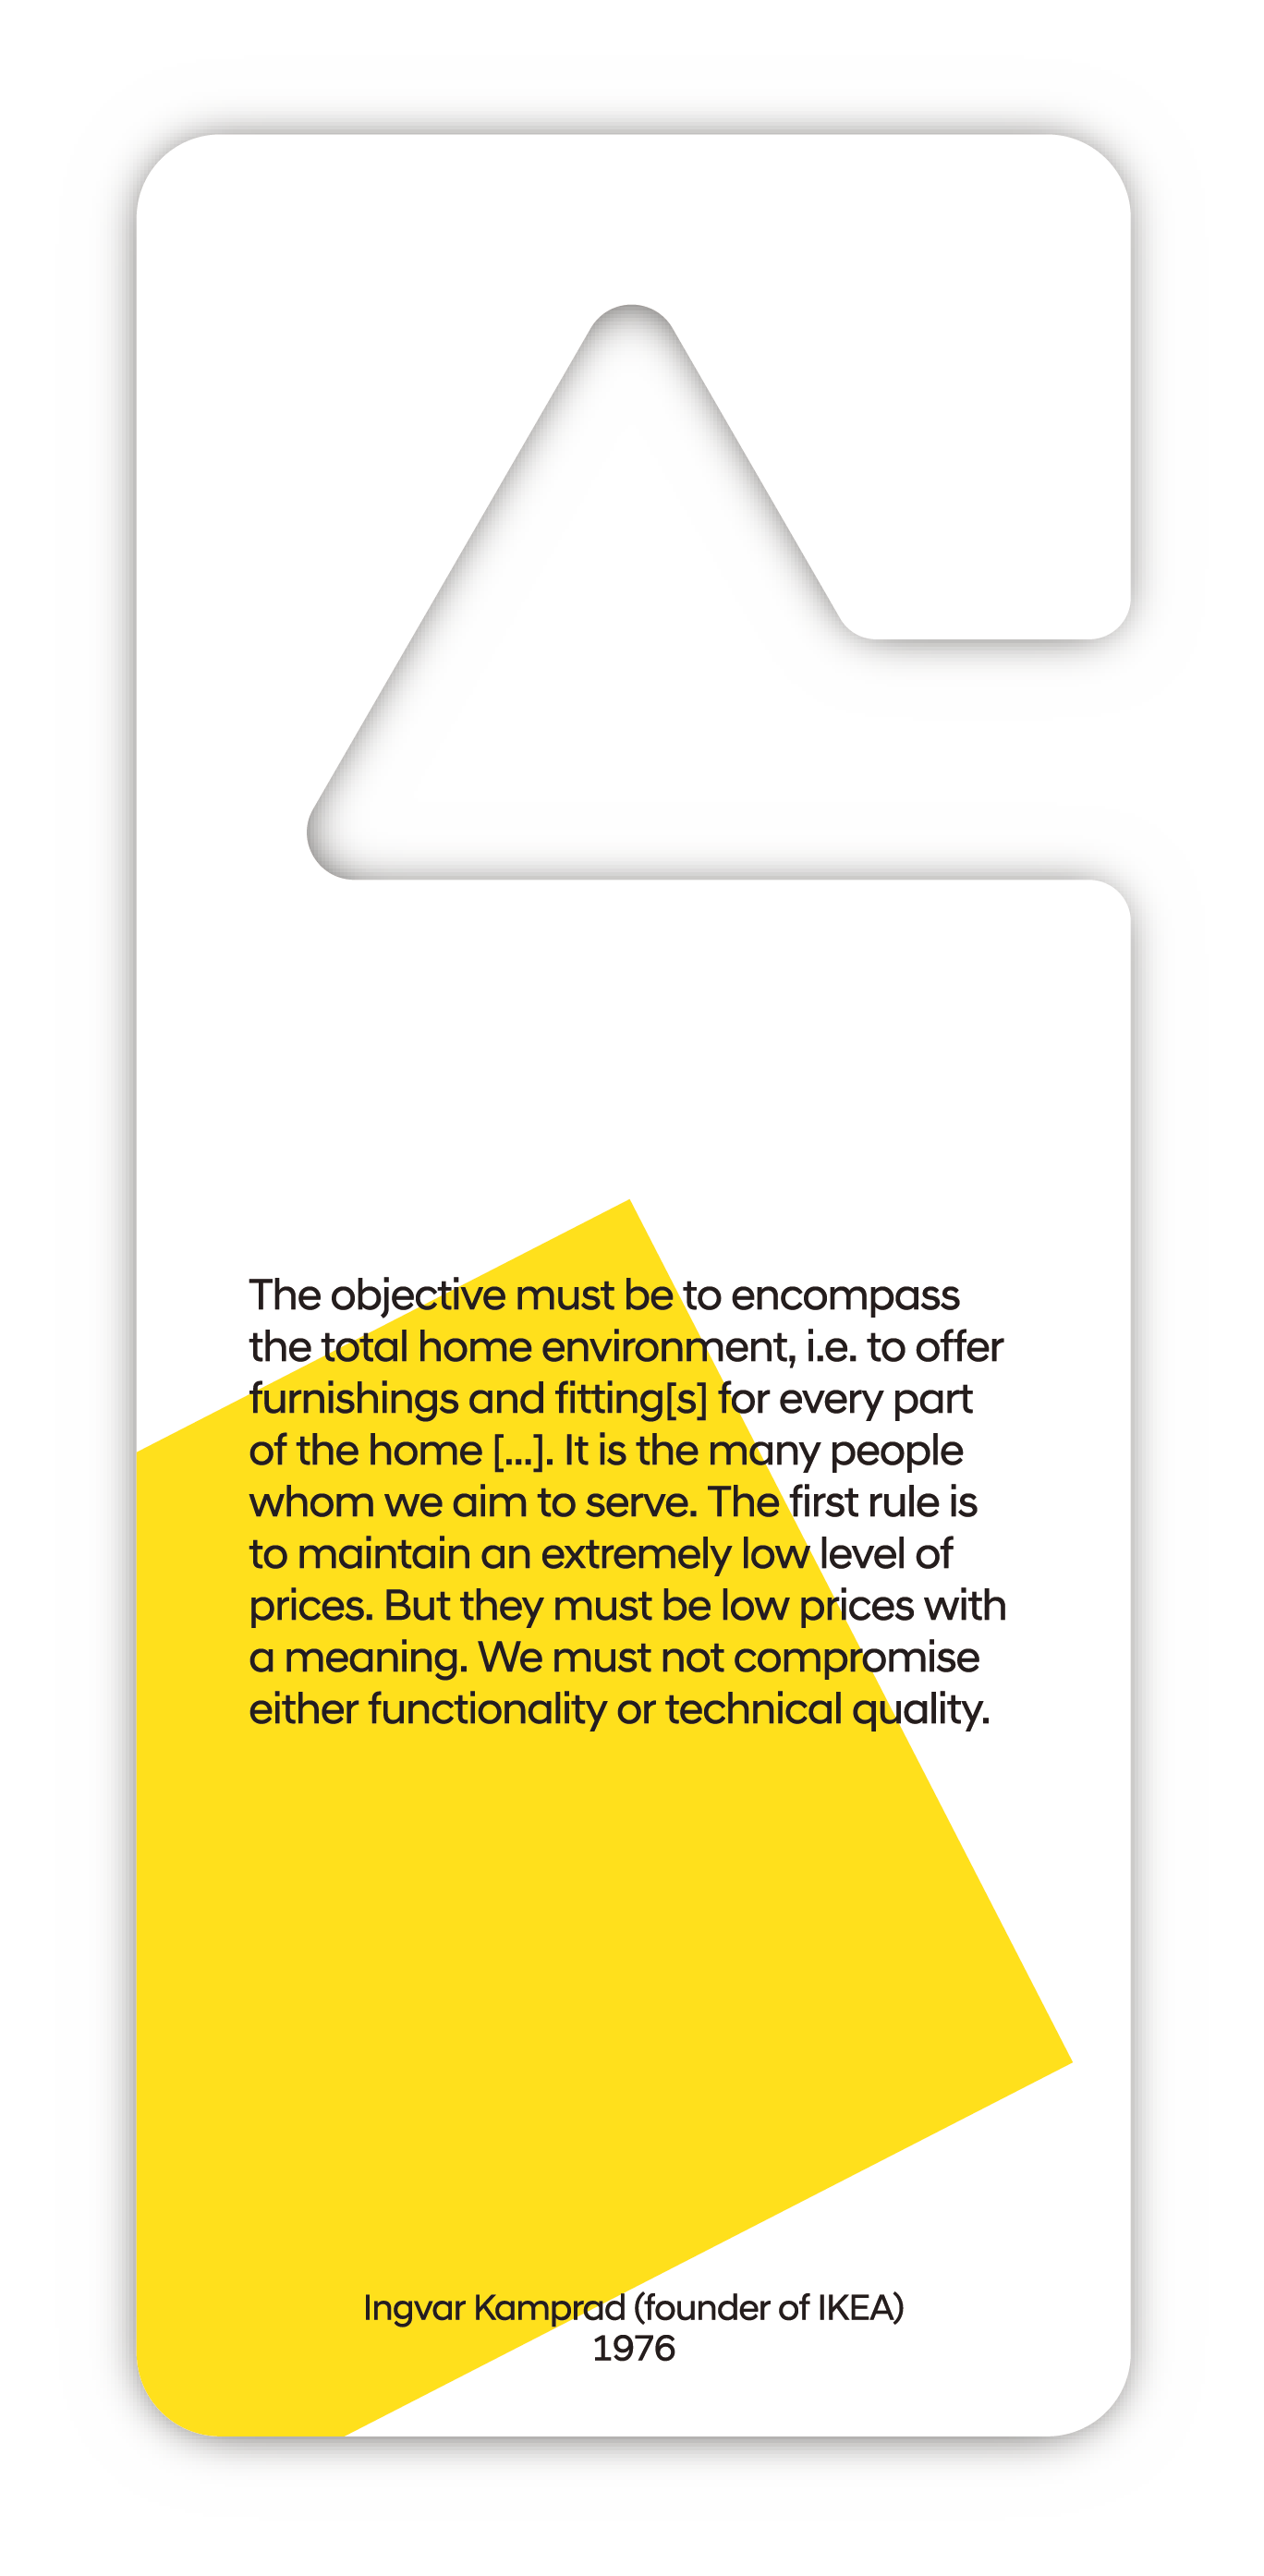 The objective must be to encompass
the total home environment, i.e. to offer
furnishings and fitting[s] for every part
of the home [...]. It is the many people
whom we aim to serve. The first rule is
to maintain an extremely low level of
prices. But they must be low prices with
a meaning. We must not compromise
either functionality or technical quality.
Ingvar Kamprad (founder of IKEA)
1976